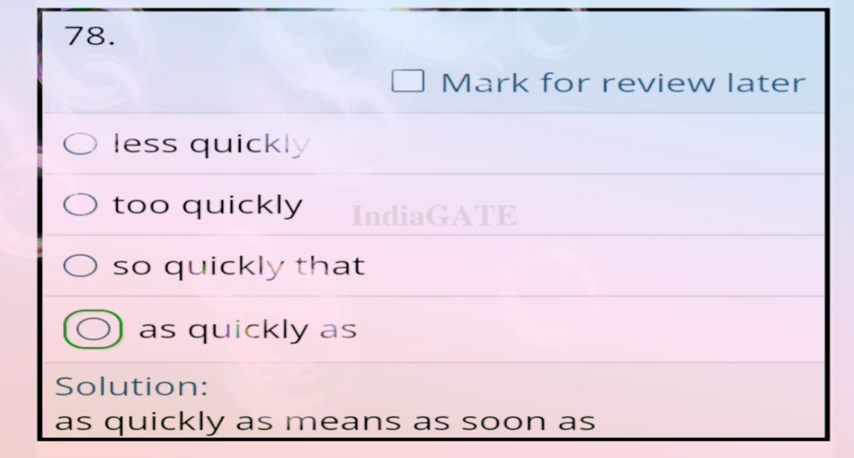 78.
Mark for review later
less quickly
too quickly
IndiaGATE
so quickly that
as quickly as
Solution:
as quickly as means as soon as